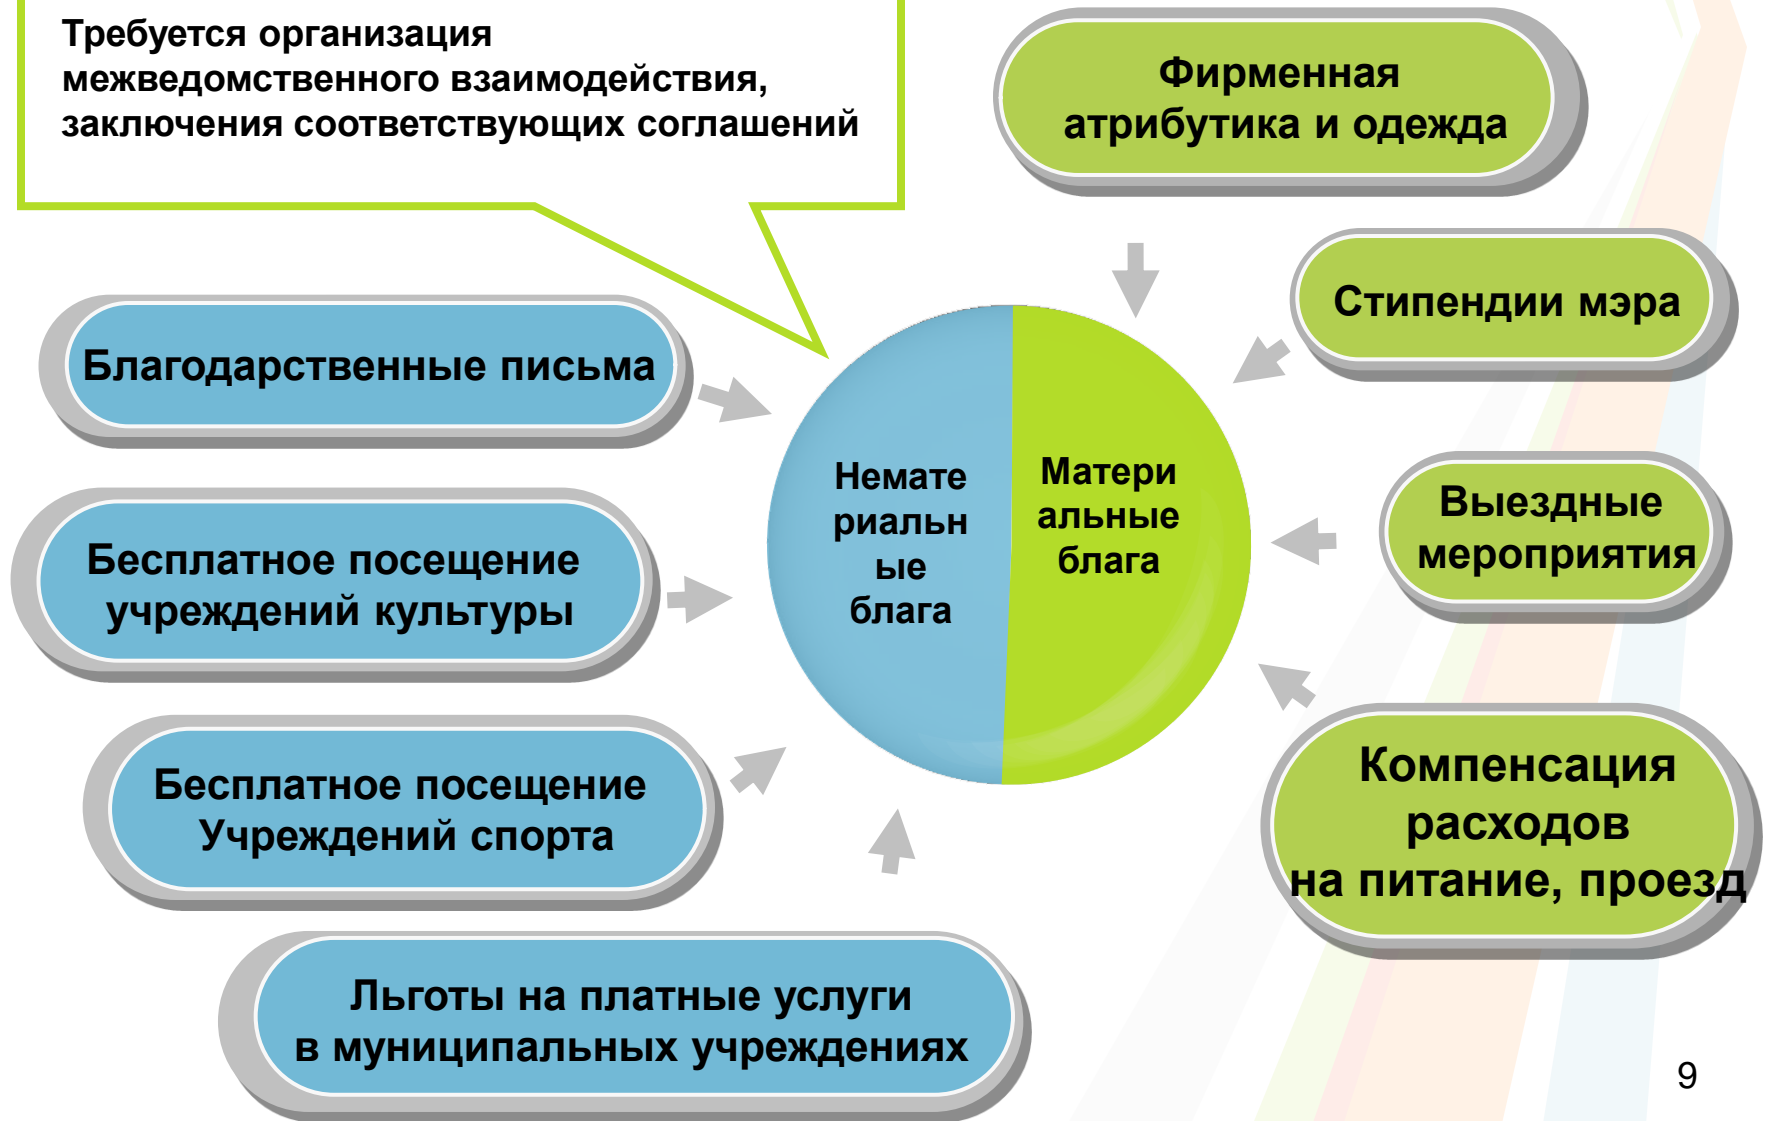 Требуется организация
межведомственного взаимодействия,
заключения соответствующих соглашений
Фирменная
атрибутика и одежда
Стипендии мэра
Выездные
мероприятия
Компенсация
расходов
на питание, проезд
Благодарственные письма
Бесплатное посещение
учреждений культуры
Бесплатное посещение
Учреждений спорта
Льготы на платные услуги
в муниципальных учреждениях
Немате
риальн
ые
блага
Матери
альные
блага
9